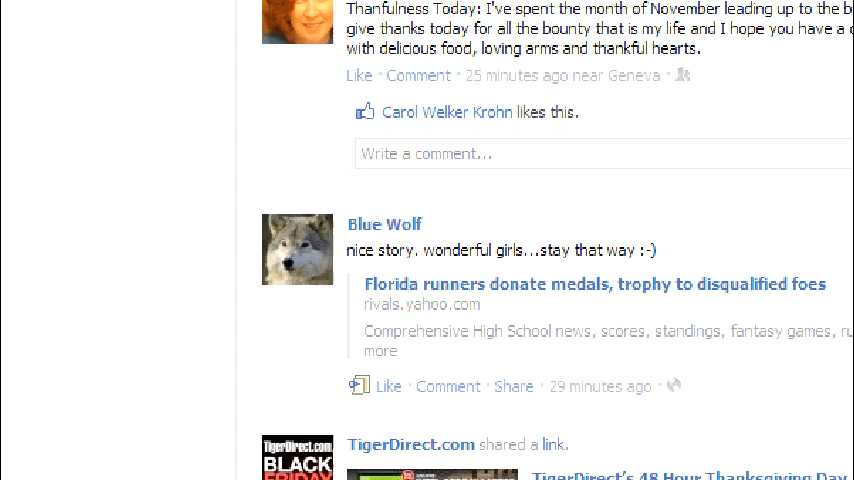 Thanfulness Today: I've spent the month of November leading up to the b
give thanks today for all the bounty that is my life and I hope you have a
with delicious food, loving arms and thankful hearts.
Like · Comment · 25 minutes ago near Geneva ·
Carol Welker Krohn likes this.
Write a comment...
Blue Wolf
nice story. wonderful girls...stay that way :-)
Florida runners donate medals, trophy to disqualified foes
rivals.yahoo.com
Comprehensive High School news, scores, standings, fantasy games, ru
more
Like · Comment · Share · 29 minutes ago ·
TigerDirect.com shared a link.
TigerDirect.com
BLACK
FRIDAY
TigerDirect's 48 Hour Thanksgiving Day